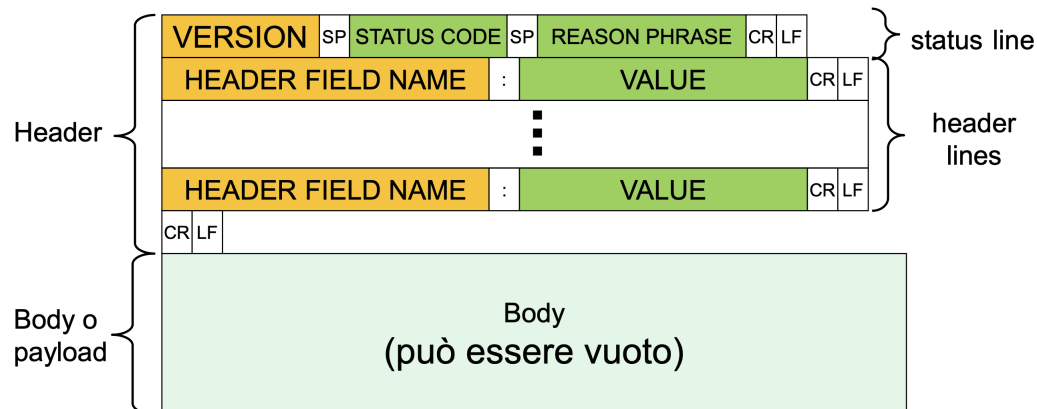 VERSION SP STATUS CODE SP REASON PHRASE CR LF
status line
HEADER FIELD NAME : VALUE CR LF
Header
header
lines
HEADER FIELD NAME : VALUE CR LF
CR LF
Body o
payload
Body
(può essere vuoto)